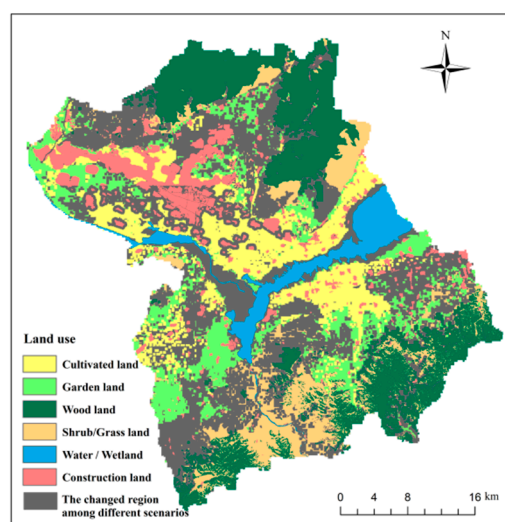 N
Land use
Cultivated land
Garden land
Wood land
Shrub/Grass land
Water / Wetland
Construction land
The changed region
among different scenarios
0 4 8 16 km